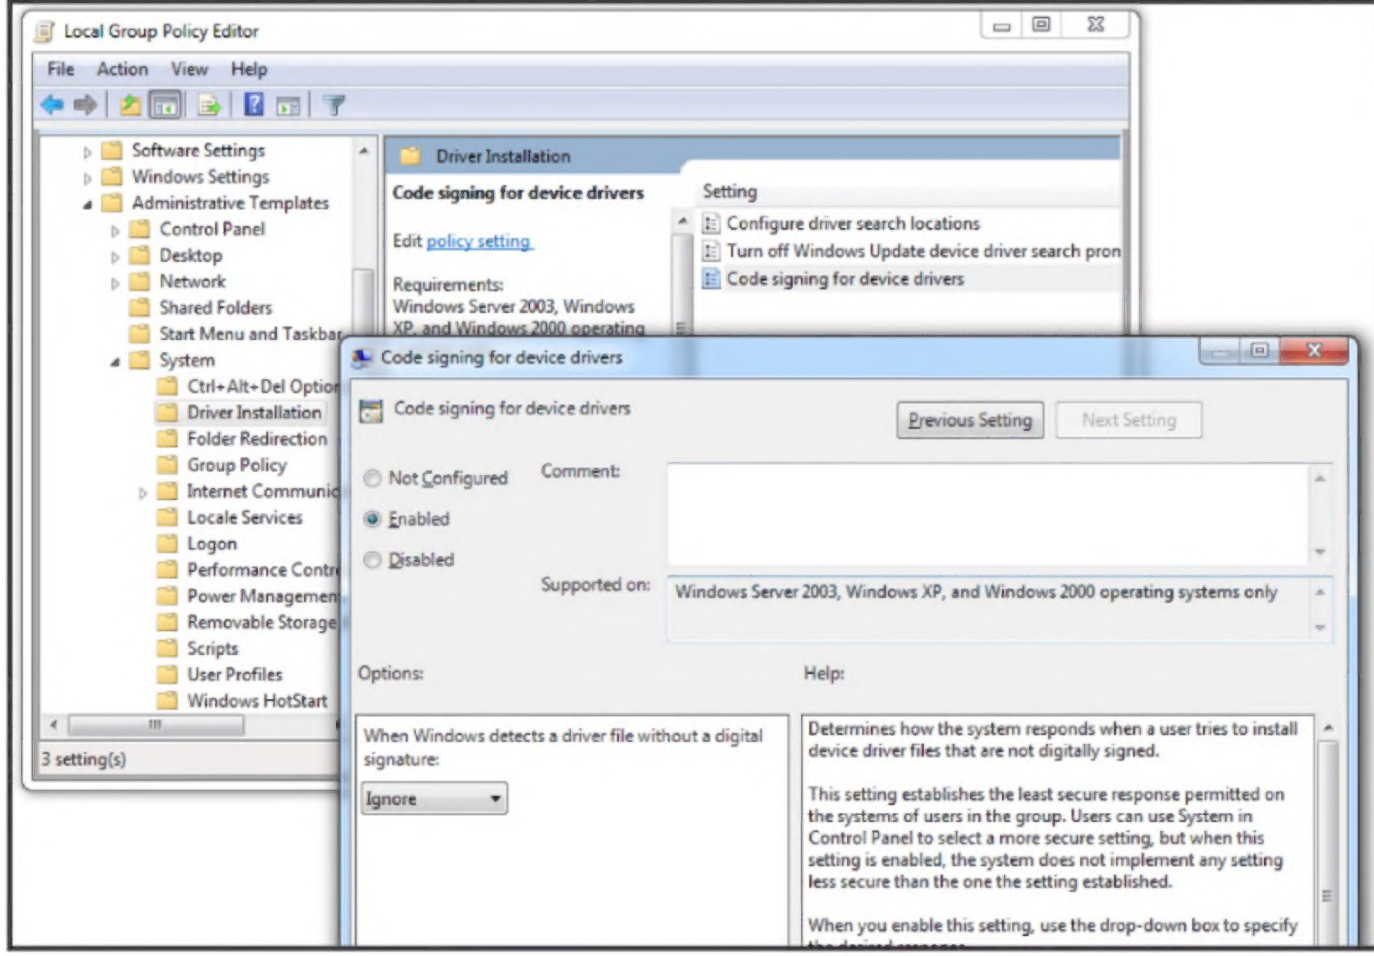 Local Group Policy Editor
File Action View Help
Software Settings
Windows Settings
Administrative Templates
Control Panel
Desktop
Network
Shared Folders
Start Menu and Taskbar
System
Ctrl+Alt+Del Option
Driver Installation
Folder Redirection
Group Policy
Internet Communic
Locale Services
Logon
Performance Contr
Power Managemen
Removable Storage
Scripts
User Profiles
Windows HotStart
3 setting(s)
Driver Installation
Code signing for device drivers
Edit policy setting
Requirements:
Windows Server 2003, Windows
XP, and Windows 2000 operating
Setting
Configure driver search locations
Turn off Windows Update device driver search pron
Code signing for device drivers
Code signing for device drivers
Code signing for device drivers
Previous Setting
Next Setting
Not Configured
Enabled
Disabled
Comment:
Supported on:
Windows Server 2003, Windows XP, and Windows 2000 operating systems only
Options:
Help:
When Windows detects a driver file without a digital
signature:
Ignore
Determines how the system responds when a user tries to install
device driver files that are not digitally signed.
This setting establishes the least secure response permitted on
the systems of users in the group. Users can use System in
Control Panel to select a more secure setting, but when this
setting is enabled, the system does not implement any setting
less secure than the one the setting established.
When you enable this setting, use the drop-down box to specify